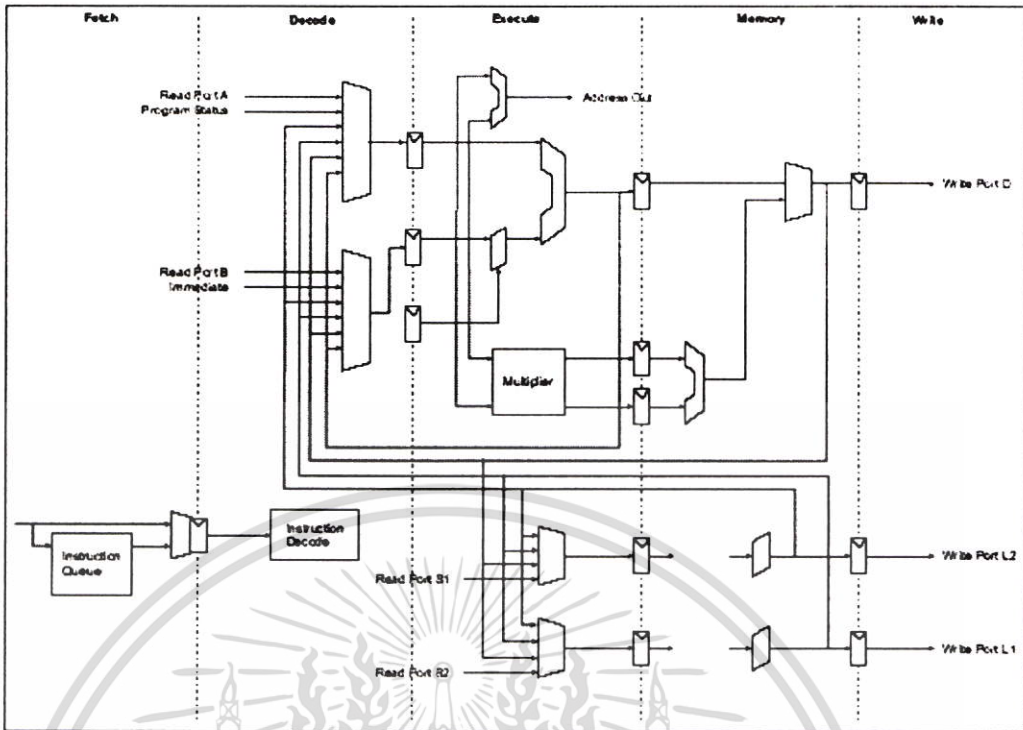 Fetch Decode Execute Memory Write
Read Port A
Program Status
Address Out
Write Port D
Read Port B
Immediate
Multiplier
Instruction
Queue
Instruction
Decode
Read Port S1
Write Port L2
Read Port S2
Write Port L1